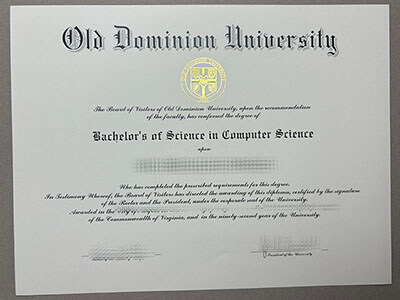 Old Dominion University
The Board of Visitors of Old Dominion University, upon the recommendation
of the faculty, has conferred the degree of
Bachelor's of Science in Computer Science
upon
Who has completed the prescribed requirements for this degree.
In Testimony Whereof, the Board of Visitors has directed the awarding of this diploma, certified by the signature
of the Rector and the President, under the corporate seal of the University.
Awarded in the City of
of the Commonwealth of Virginia, and in the ninety-second year of the University.
President of the University